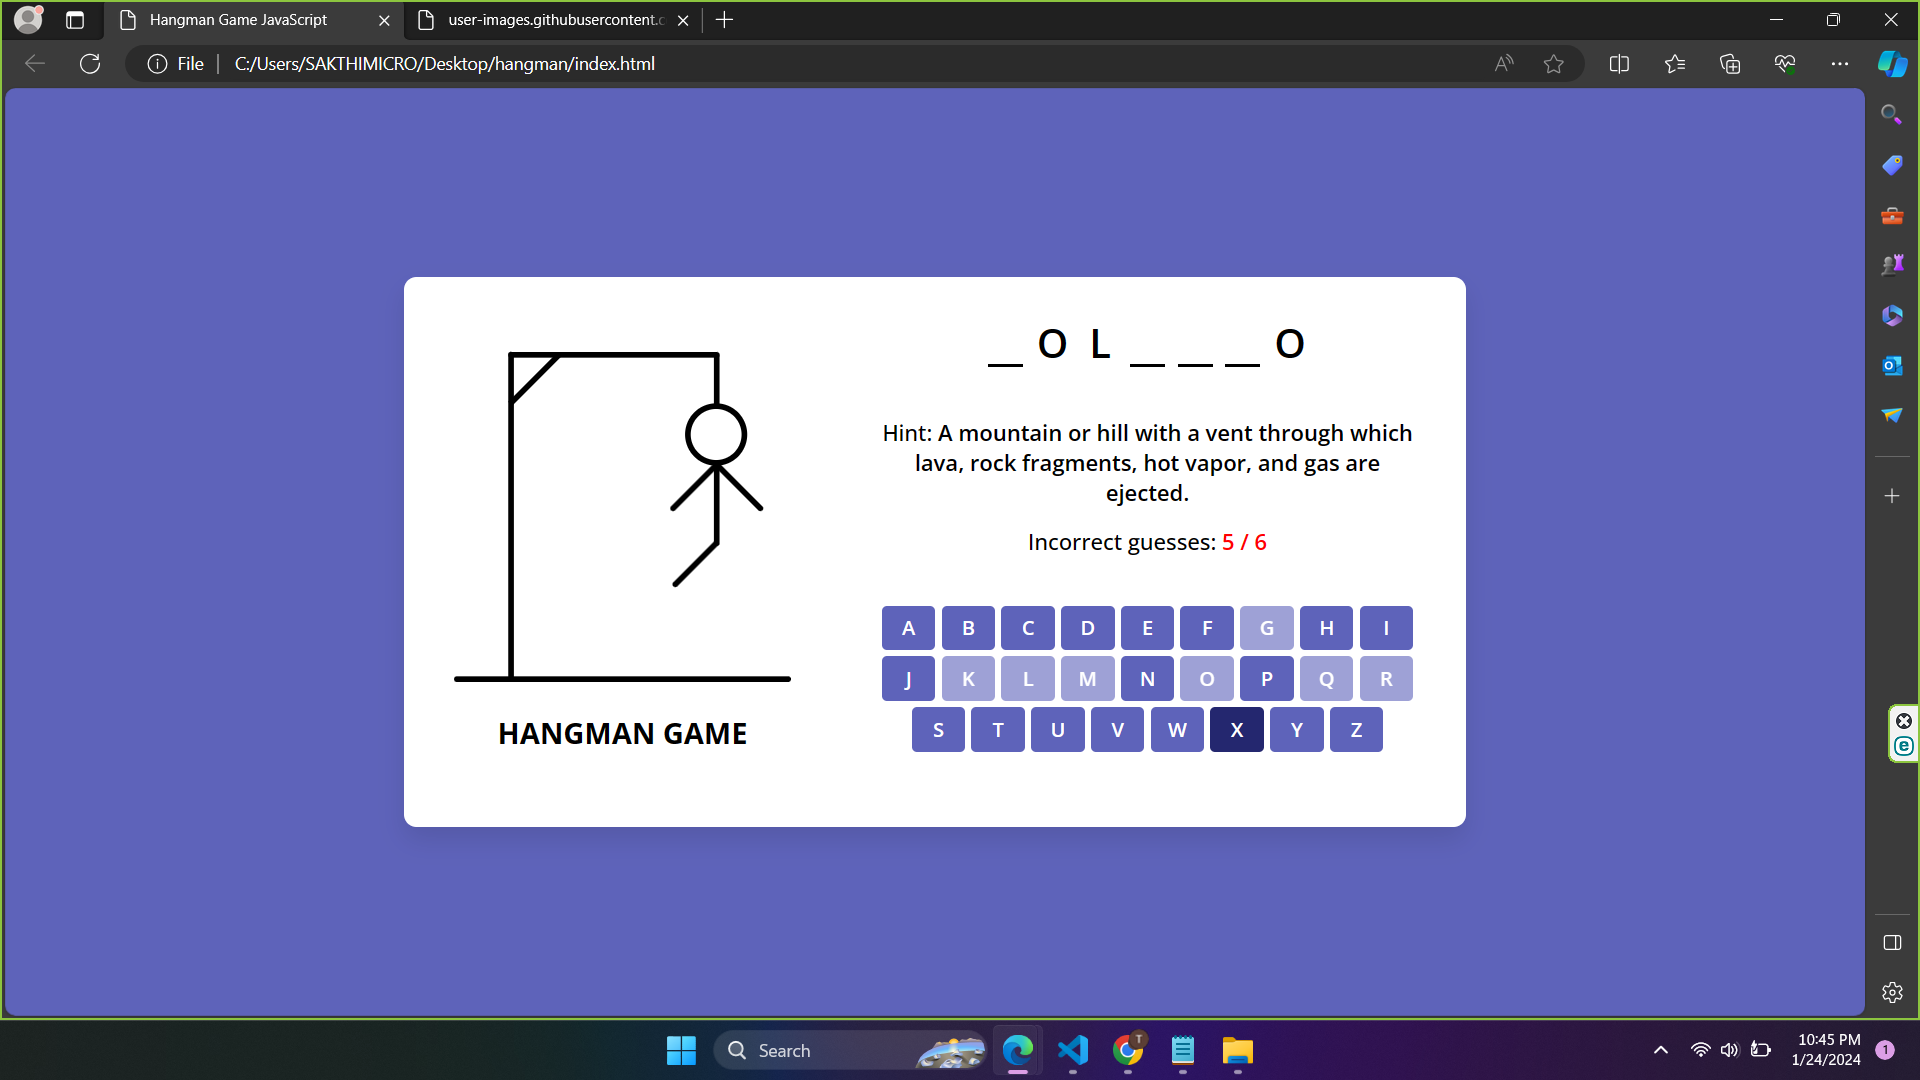 Hangman Game JavaScript
user-images.githubusercontent.c
File
C:/Users/SAKTHIMICRO/Desktop/hangman/index.html
_ O L _ _ _ O
Hint: A mountain or hill with a vent through which
lava, rock fragments, hot vapor, and gas are
ejected.
Incorrect guesses: 5 / 6
A B C D E F G H I
J K L M N O P Q R
S T U V W X Y Z
HANGMAN GAME
Search
T
10:45 PM
1/24/2024
1